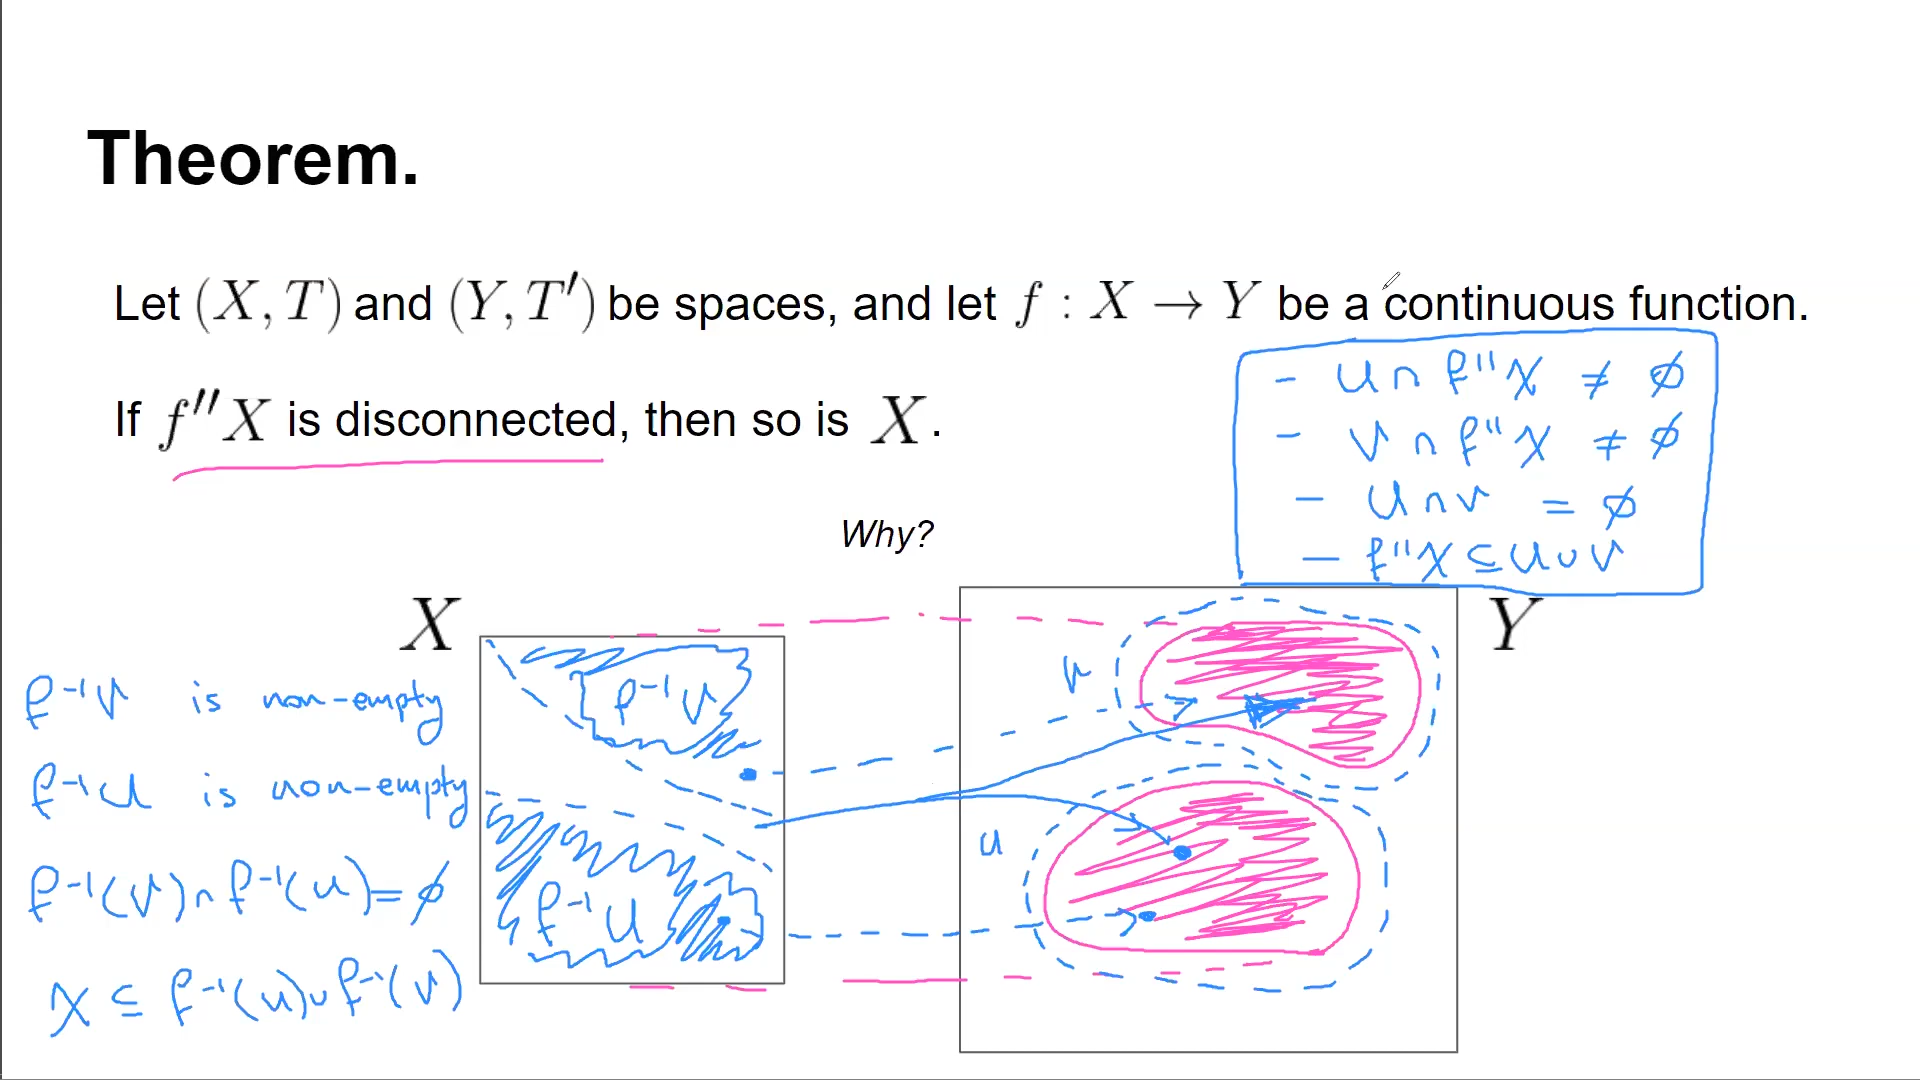 Theorem.
Let (X, T) and (Y, T′) be spaces, and let f : X → Y be a continuous function.
If f″X is disconnected, then so is X.
- U ∩ f″X ≠ ∅
- V ∩ f″X ≠ ∅
- U ∩ V = ∅
- f″X ⊆ U ∪ V
Why?
X
Y
f⁻¹V is non-empty
f⁻¹U is non-empty
f⁻¹(V) ∩ f⁻¹(U) = ∅
X ⊆ f⁻¹(U) ∪ f⁻¹(V)
f⁻¹V
f⁻¹U
V
U